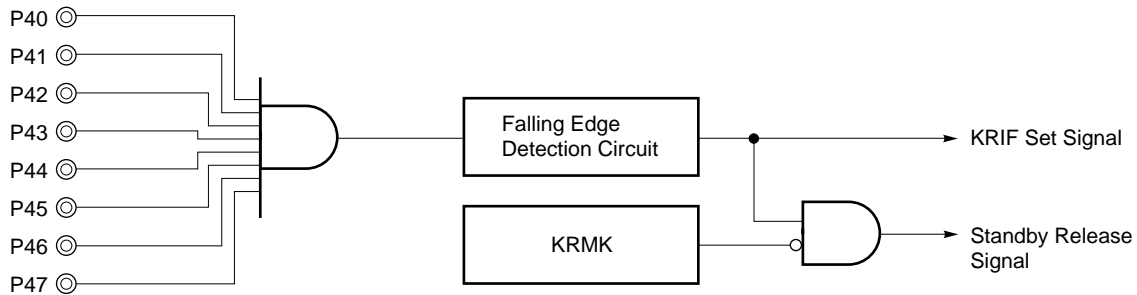 P40
P41
P42
P43
P44
P45
P46
P47
Falling Edge
Detection Circuit
KRMK
KRIF Set Signal
Standby Release
Signal